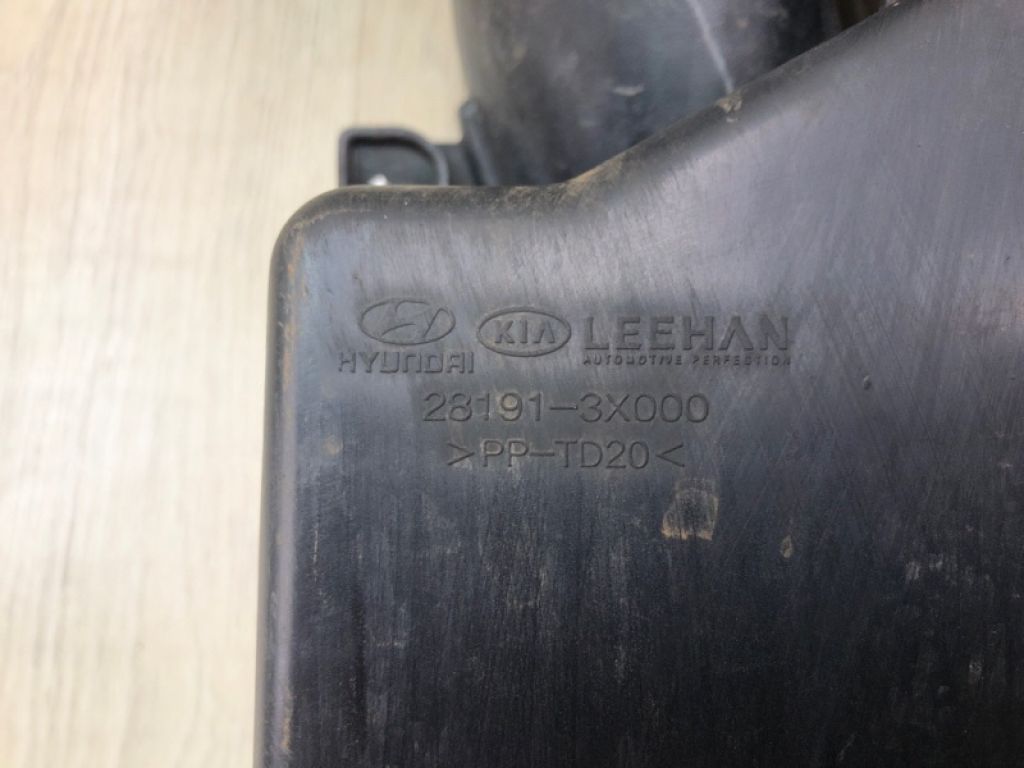 HYUNDAI KIA LEEHAN
AUTOMOTIVE PERFECTION
28191-3X000
>PP-TD20<